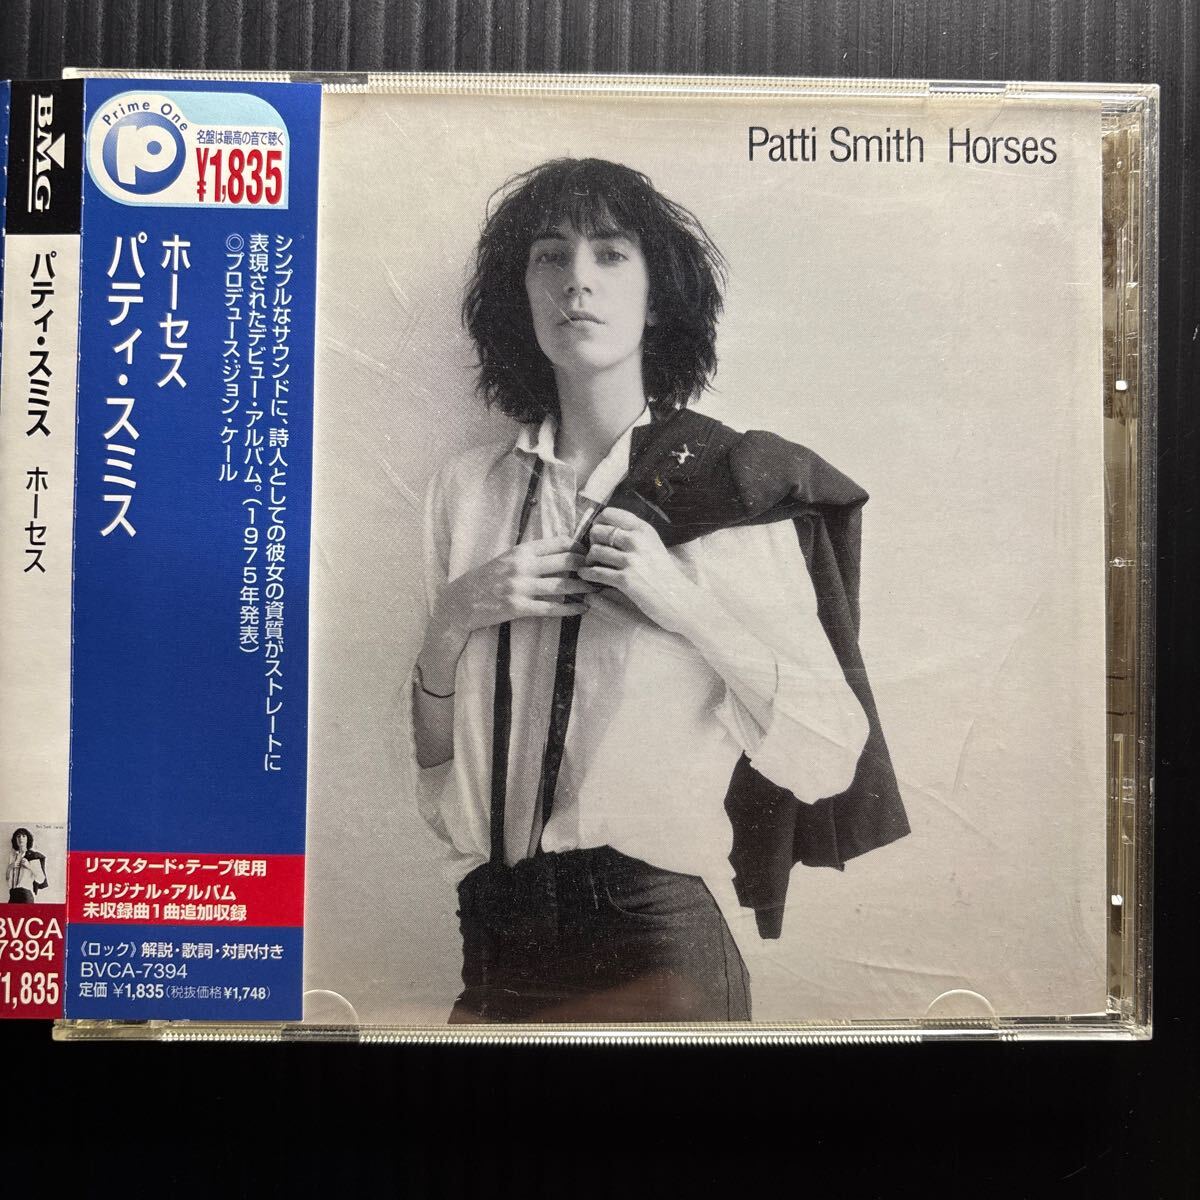 BMG
パティ・スミス ホーセス
BVCA
7394
¥1,835
Prime One
p
名盤は最高の音で聴く
¥1,835
ホーセス
パティ・スミス
シンプルなサウンドに、詩人としての彼女の資質がストレートに
表現されたデビュー・アルバム。(1975年発表)
◎プロデュース:ジョン・ケール
リマスタード・テープ使用
オリジナル・アルバム
未収録曲1曲追加収録
《ロック》解説・歌詞・対訳付き
BVCA-7394
定価 ¥1,835(税抜価格¥1,748)
Patti Smith Horses